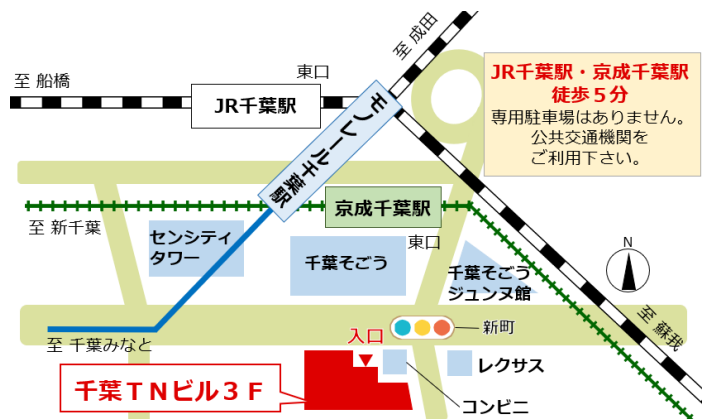 至 成田
至 船橋
東口
JR千葉駅
モノレール千葉駅
JR千葉駅・京成千葉駅
徒歩５分
専用駐車場はありません。
公共交通機関を
ご利用下さい。
至 新千葉
京成千葉駅
東口
センシティ
タワー
千葉そごう
千葉そごう
ジュンヌ館
N
至 蘇我
新町
至 千葉みなと
入口
レクサス
コンビニ
千葉ＴＮビル３Ｆ